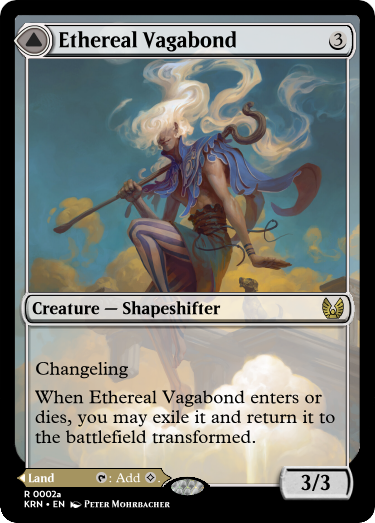 Ethereal Vagabond 3
Creature — Shapeshifter
Changeling
When Ethereal Vagabond enters or
dies, you may exile it and return it to
the battlefield transformed.
Land : Add .
3/3
R 0002a
KRN • EN Peter Mohrbacher